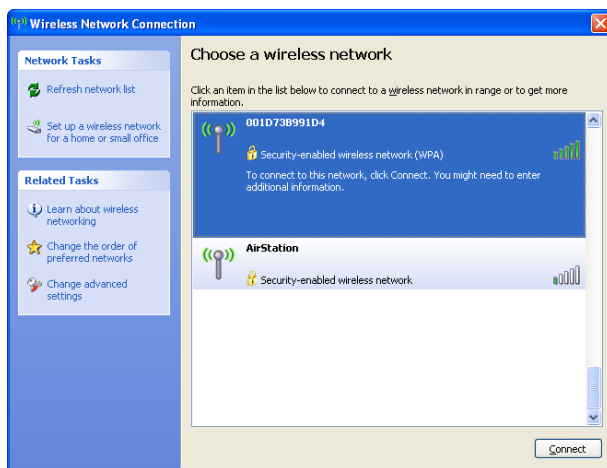 Wireless Network Connection
Network Tasks
Refresh network list
Set up a wireless network
for a home or small office
Related Tasks
Learn about wireless
networking
Change the order of
preferred networks
Change advanced
settings
Choose a wireless network
Click an item in the list below to connect to a wireless network in range or to get more
information.
001D73B991D4
Security-enabled wireless network (WPA)
To connect to this network, click Connect. You might need to enter
additional information.
AirStation
Security-enabled wireless network
Connect